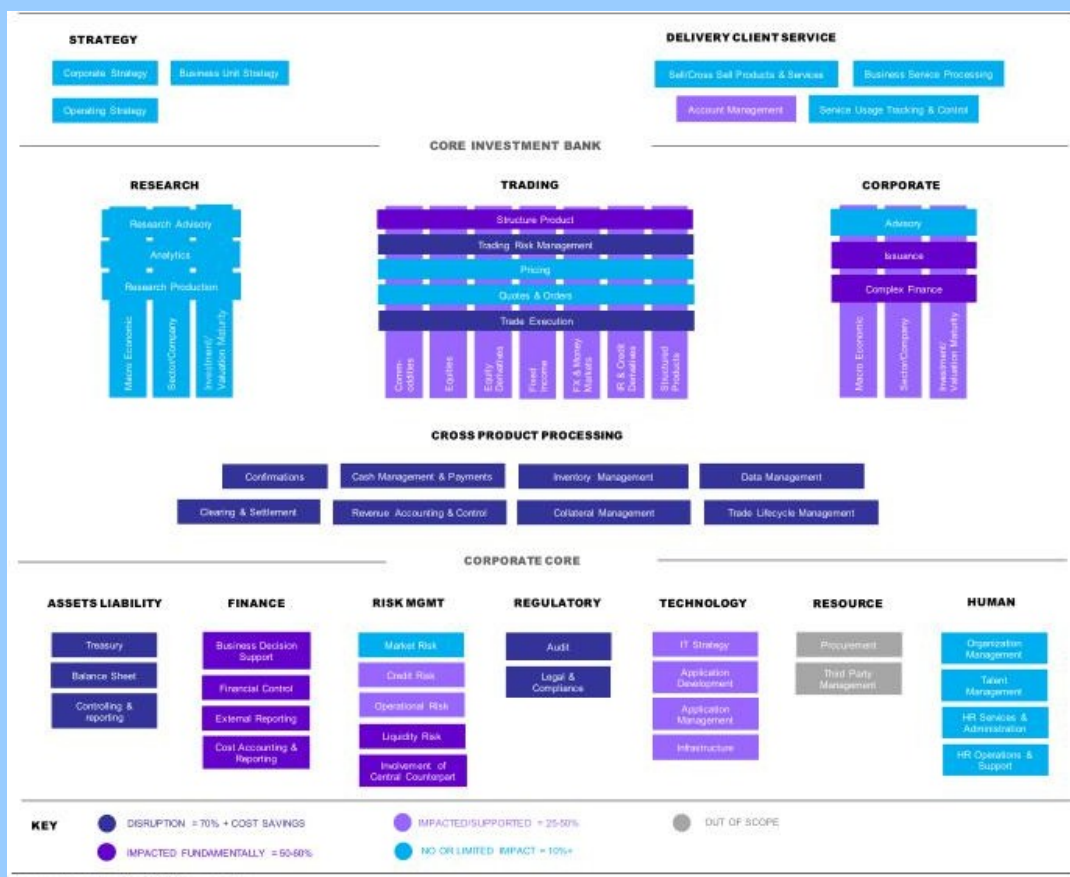 STRATEGY
DELIVERY CLIENT SERVICE
Corporate Strategy
Business Unit Strategy
Sell/Cross Sell Products & Services
Business Service Processing
Operating Strategy
Account Management
Service Usage Tracking & Control
CORE INVESTMENT BANK
RESEARCH
TRADING
CORPORATE
Research Advisory
Analytics
Research Production
Macro Economic
Sector/Company
Investment/
Valuation Maturity
Structure Product
Trading Risk Management
Pricing
Quotes & Orders
Trade Execution
Comm-
oddities
Equities
Equity
Derivatives
Fixed
Income
FX & Money
Markets
IR & Credit
Derivatives
Structured
Products
Advisory
Issuance
Complex Finance
Macro Economic
Sector/Company
Investment/
Valuation Maturity
CROSS PRODUCT PROCESSING
Confirmations
Cash Management & Payments
Inventory Management
Data Management
Clearing & Settlement
Revenue Accounting & Control
Collateral Management
Trade Lifecycle Management
CORPORATE CORE
ASSETS LIABILITY
Treasury
Balance Sheet
Controlling &
reporting
FINANCE
Business Decision
Support
Financial Control
External Reporting
Cost Accounting &
Reporting
RISK MGMT
Market Risk
Credit Risk
Operational Risk
Liquidity Risk
Involvement of
Central Counterpart
REGULATORY
Audit
Legal &
Compliance
TECHNOLOGY
IT Strategy
Application
Development
Application
Management
Infrastructure
RESOURCE
Procurement
Third Party
Management
HUMAN
Organization
Management
Talent
Management
HR Services &
Administration
HR Operations &
Support
KEY
DISRUPTION = 70% + COST SAVINGS
IMPACTED/SUPPORTED = 25-50%
OUT OF SCOPE
IMPACTED FUNDAMENTALLY = 50-60%
NO OR LIMITED IMPACT = 10%+